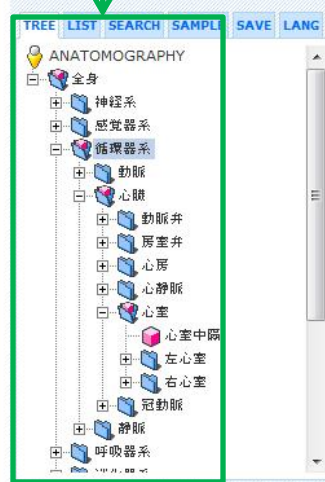 TREE LIST SEARCH SAMPLE SAVE LANG
ANATOMOGRAPHY
全身
神経系
感覚器系
循環器系
動脈
心臓
動脈弁
房室弁
心房
心静脈
心室
心室中隔
左心室
右心室
冠動脈
静脈
呼吸器系